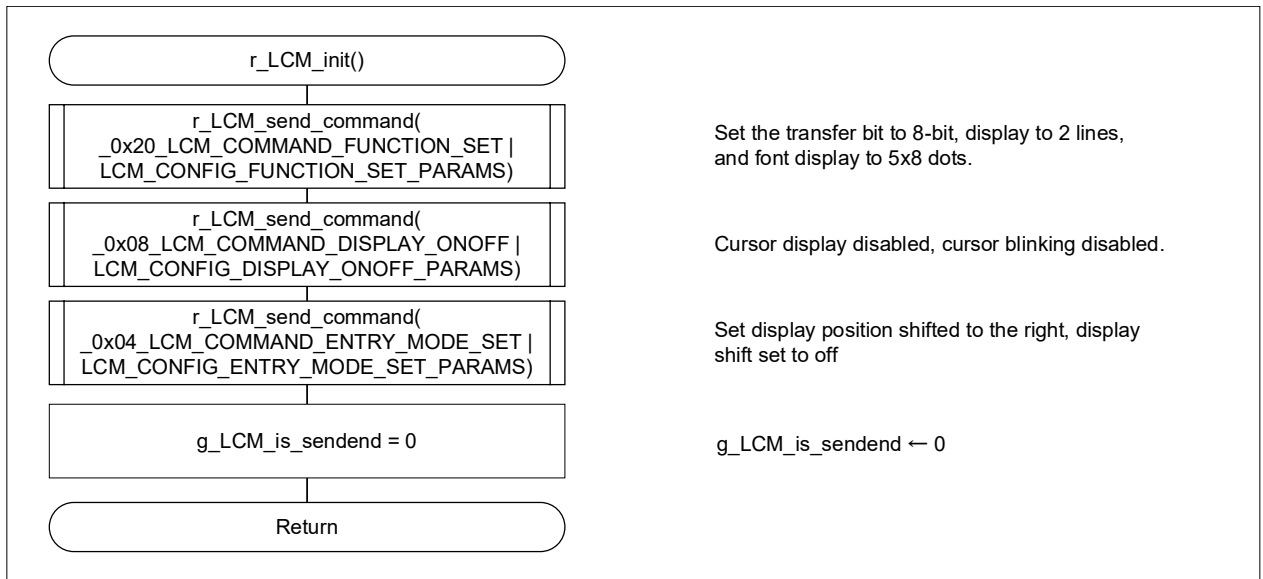 r_LCM_init()
r_LCM_send_command(
_0x20_LCM_COMMAND_FUNCTION_SET |
LCM_CONFIG_FUNCTION_SET_PARAMS)
Set the transfer bit to 8-bit, display to 2 lines,
and font display to 5x8 dots.
r_LCM_send_command(
_0x08_LCM_COMMAND_DISPLAY_ONOFF |
LCM_CONFIG_DISPLAY_ONOFF_PARAMS)
Cursor display disabled, cursor blinking disabled.
r_LCM_send_command(
_0x04_LCM_COMMAND_ENTRY_MODE_SET |
LCM_CONFIG_ENTRY_MODE_SET_PARAMS)
Set display position shifted to the right, display
shift set to off
g_LCM_is_sendend = 0
g_LCM_is_sendend ← 0
Return